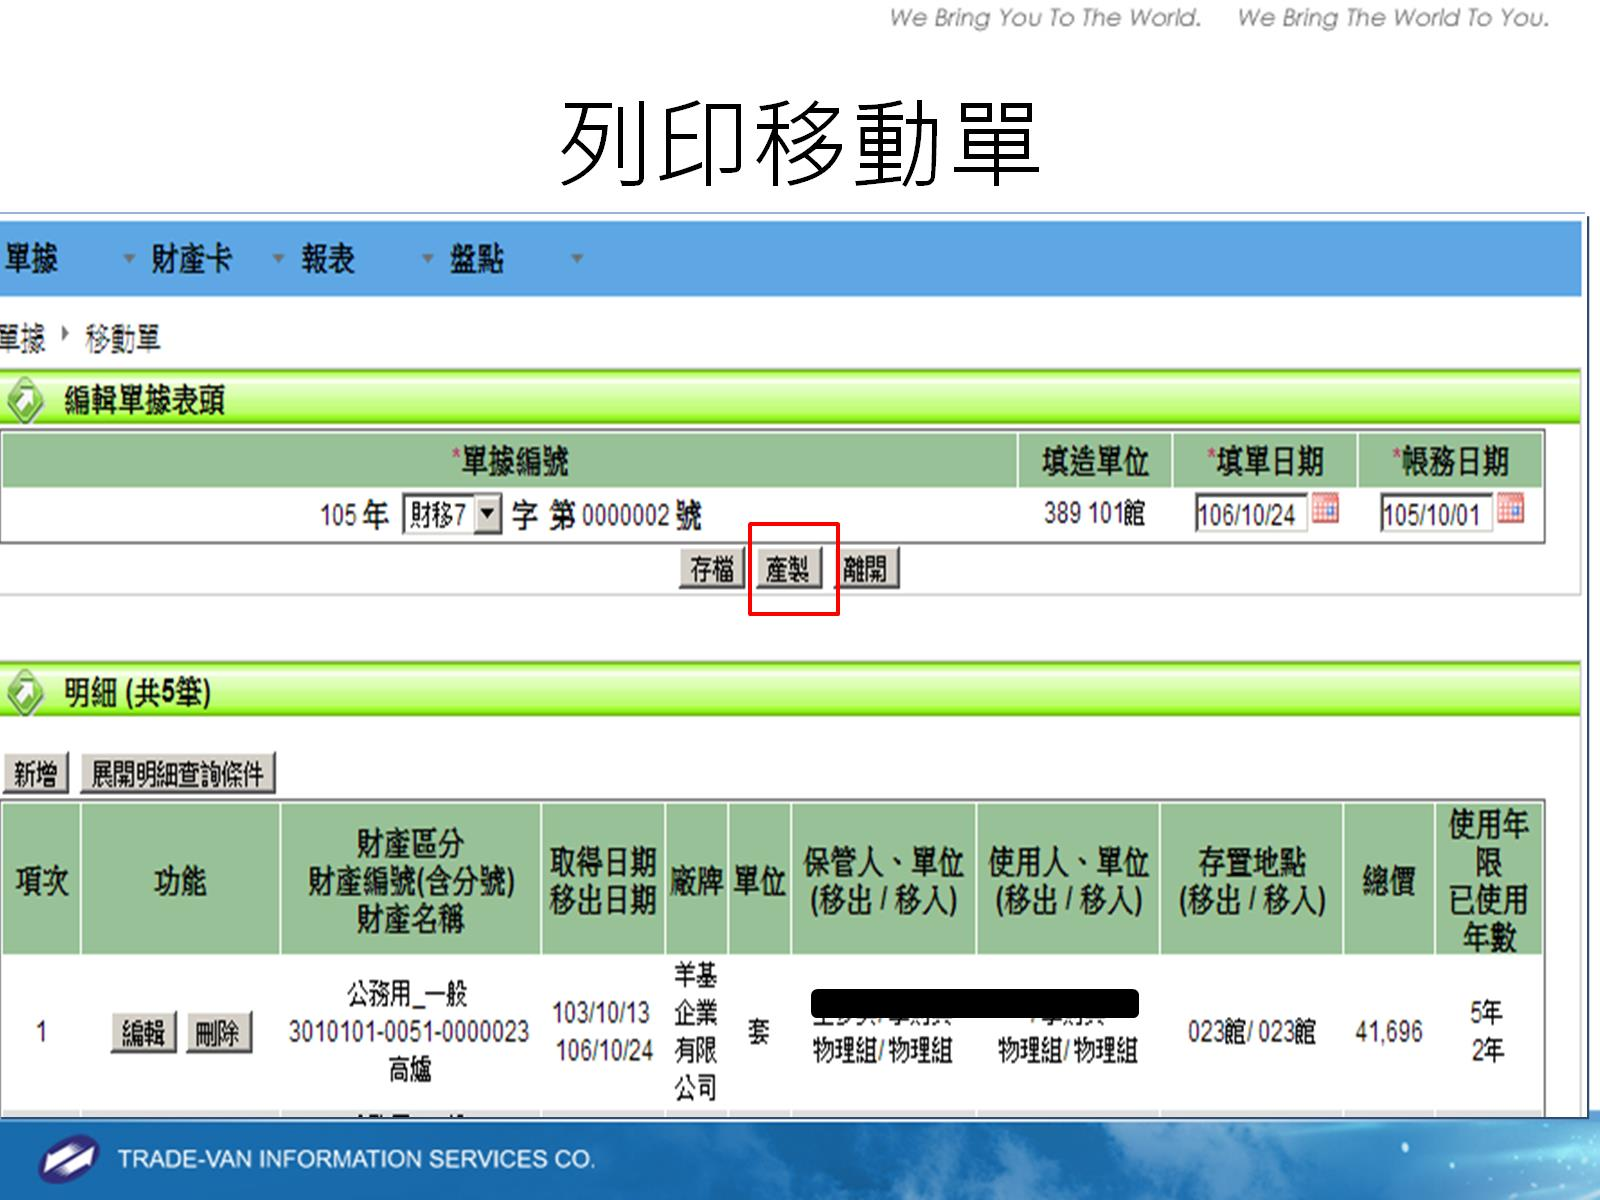 We Bring You To The World. We Bring The World To You.
列印移動單
單據 財產卡 報表 盤點
單據 移動單
編輯單據表頭
*單據編號 填造單位 *填單日期 *帳務日期
105 年 財移7 字 第 0000002 號 389 101館 106/10/24 105/10/01
存檔 產製 離開
明細 (共5筆)
新增 展開明細查詢條件
項次
功能
財產區分
財產編號(含分號)
財產名稱
取得日期
移出日期
廠牌
單位
保管人、單位
(移出 / 移入)
使用人、單位
(移出 / 移入)
存置地點
(移出 / 移入)
總價
使用年
限
已使用
年數
1
編輯 刪除
公務用_一般
3010101-0051-0000023
高爐
103/10/13
106/10/24
羊基
企業
有限
公司
套
物理組/ 物理組
物理組/ 物理組
023館/ 023館
41,696
5年
2年
TRADE-VAN INFORMATION SERVICES CO.